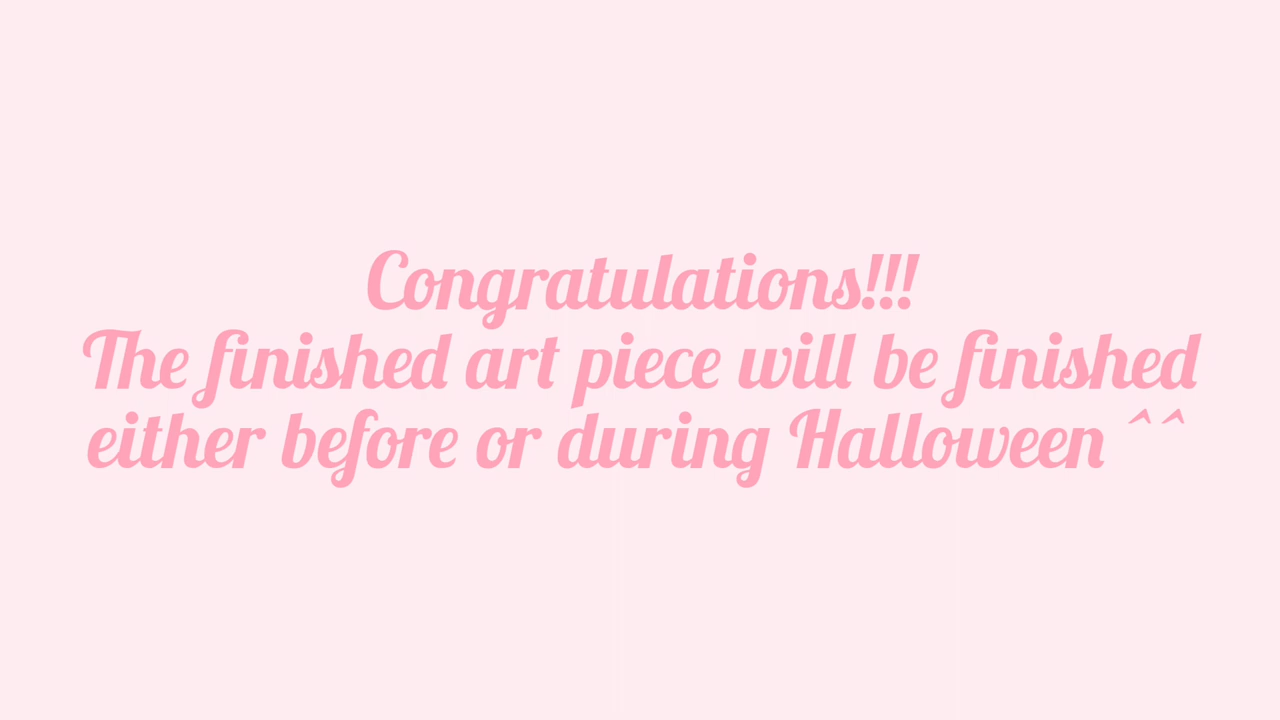 Congratulations!!!
The finished art piece will be finished
either before or during Halloween ^^